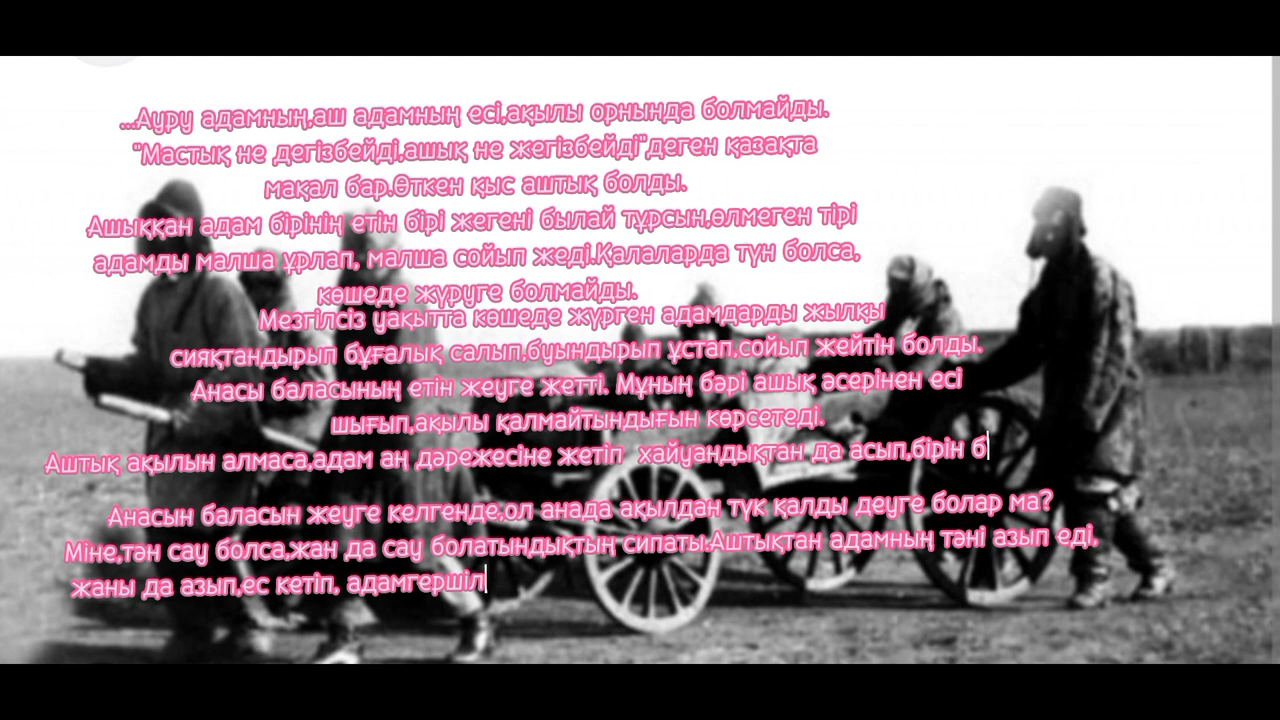 ...Ауру адамның,аш адамның есі,ақылы орнында болмайды.
"Мастық не дегізбейді,ашық не жегізбейді"деген қазақта
мақал бар.Өткен қыс аштық болды.
Ашыққан адам бірінің етін бірі жегені былай тұрсын,өлмеген тірі
адамды малша ұрлап, малша сойып жеді.Қалаларда түн болса,
көшеде жүруге болмайды.
Мезгілсіз уақытта көшеде жүрген адамдарды жылқы
сияқтандырып бұғалық салып,буындырып ұстап,сойып жейтін болды.
Анасы баласының етін жеуге жетті. Мұның бәрі ашық әсерінен есі
шығып,ақылы қалмайтындығын көрсетеді.
Аштық ақылын алмаса,адам аң дәрежесіне жетіп хайуандықтан да асып,бірін б
Анасын баласын жеуге келгенде,ол анада ақылдан түк қалды деуге болар ма?
Міне,тән сау болса,жан да сау болатындықтың сипаты.Аштықтан адамның тәні азып еді,
жаны да азып,ес кетіп, адамгершіл